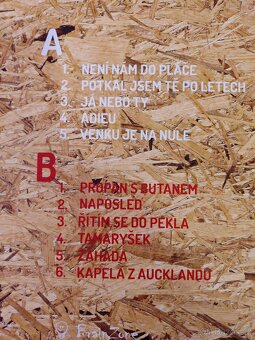 A
1. NENÍ NÁM DO PLÁČE
2. POTKAL JSEM TĚ PO LETECH
3. JÁ NEBO TY
4. ADIEU
5. VENKU JE NA NULE
B
1. PROPAN S BUTANEM
2. NAPOSLED
3. ŘÍTÍM SE DO PEKLA
4. TAMARYŠEK
5. ZÁHADA
6. KAPELA Z AUCKLANDU